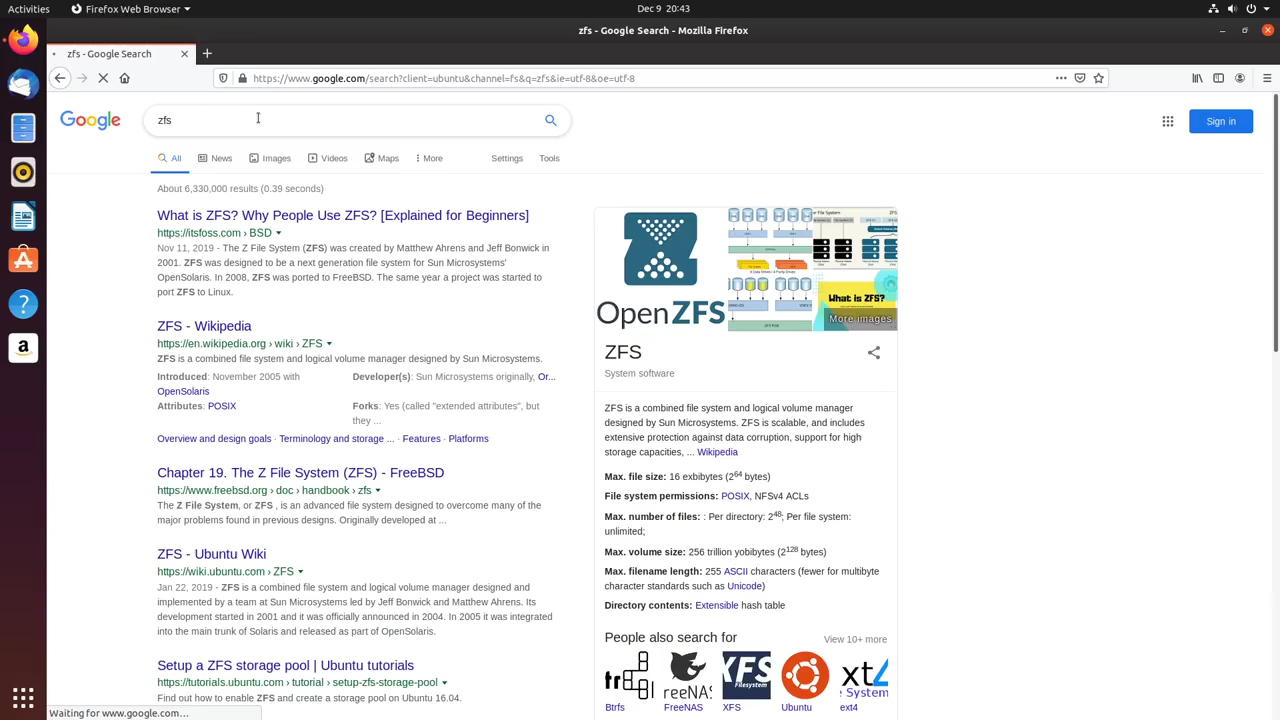 Activities
Firefox Web Browser
Dec 9 20:43
zfs - Google Search - Mozilla Firefox
zfs - Google Search
https://www.google.com/search?client=ubuntu&channel=fs&q=zfs&ie=utf-8&oe=utf-8
Google
zfs
Sign in
All
News
Images
Videos
Maps
More
Settings
Tools
About 6,330,000 results (0.39 seconds)
What is ZFS? Why People Use ZFS? [Explained for Beginners]
https://itsfoss.com › BSD
Nov 11, 2019 - The Z File System (ZFS) was created by Matthew Ahrens and Jeff Bonwick in
2001. ZFS was designed to be a next generation file system for Sun Microsystems'
OpenSolaris. In 2008, ZFS was ported to FreeBSD. The same year a project was started to
port ZFS to Linux.
ZFS - Wikipedia
https://en.wikipedia.org › wiki › ZFS
ZFS is a combined file system and logical volume manager designed by Sun Microsystems.
Introduced: November 2005 with
OpenSolaris
Developer(s): Sun Microsystems originally, Or...
Attributes: POSIX
Forks: Yes (called "extended attributes", but
they ...
Overview and design goals · Terminology and storage ... · Features · Platforms
Chapter 19. The Z File System (ZFS) - FreeBSD
https://www.freebsd.org › doc › handbook › zfs
The Z File System, or ZFS , is an advanced file system designed to overcome many of the
major problems found in previous designs. Originally developed at ...
ZFS - Ubuntu Wiki
https://wiki.ubuntu.com › ZFS
Jan 22, 2019 - ZFS is a combined file system and logical volume manager designed and
implemented by a team at Sun Microsystems led by Jeff Bonwick and Matthew Ahrens. Its
development started in 2001 and it was officially announced in 2004. In 2005 it was integrated
into the main trunk of Solaris and released as part of OpenSolaris.
Setup a ZFS storage pool | Ubuntu tutorials
https://tutorials.ubuntu.com › tutorial › setup-zfs-storage-pool
Find out how to enable ZFS and create a storage pool on Ubuntu 16.04.
Waiting for www.google.com...
OpenZFS
What is ZFS?
More images
ZFS
System software
ZFS is a combined file system and logical volume manager
designed by Sun Microsystems. ZFS is scalable, and includes
extensive protection against data corruption, support for high
storage capacities, ... Wikipedia
Max. file size: 16 exbibytes (2^64 bytes)
File system permissions: POSIX, NFSv4 ACLs
Max. number of files: : Per directory: 2^48; Per file system:
unlimited;
Max. volume size: 256 trillion yobibytes (2^128 bytes)
Max. filename length: 255 ASCII characters (fewer for multibyte
character standards such as Unicode)
Directory contents: Extensible hash table
People also search for
View 10+ more
Btrfs
FreeNAS
XFS
Ubuntu
ext4